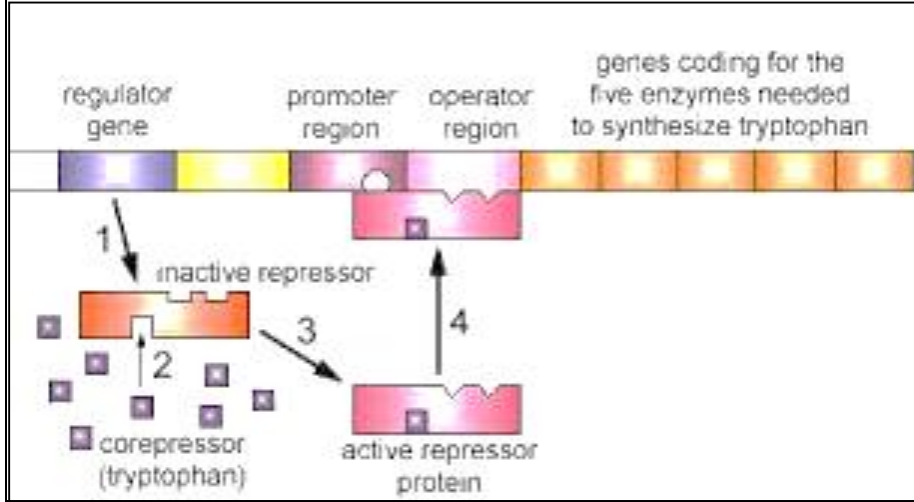 regulator
gene
promoter
region
operator
region
genes coding for the
five enzymes needed
to synthesize tryptophan
1
inactive repressor
2
3
4
corepressor
(tryptophan)
active repressor
protein